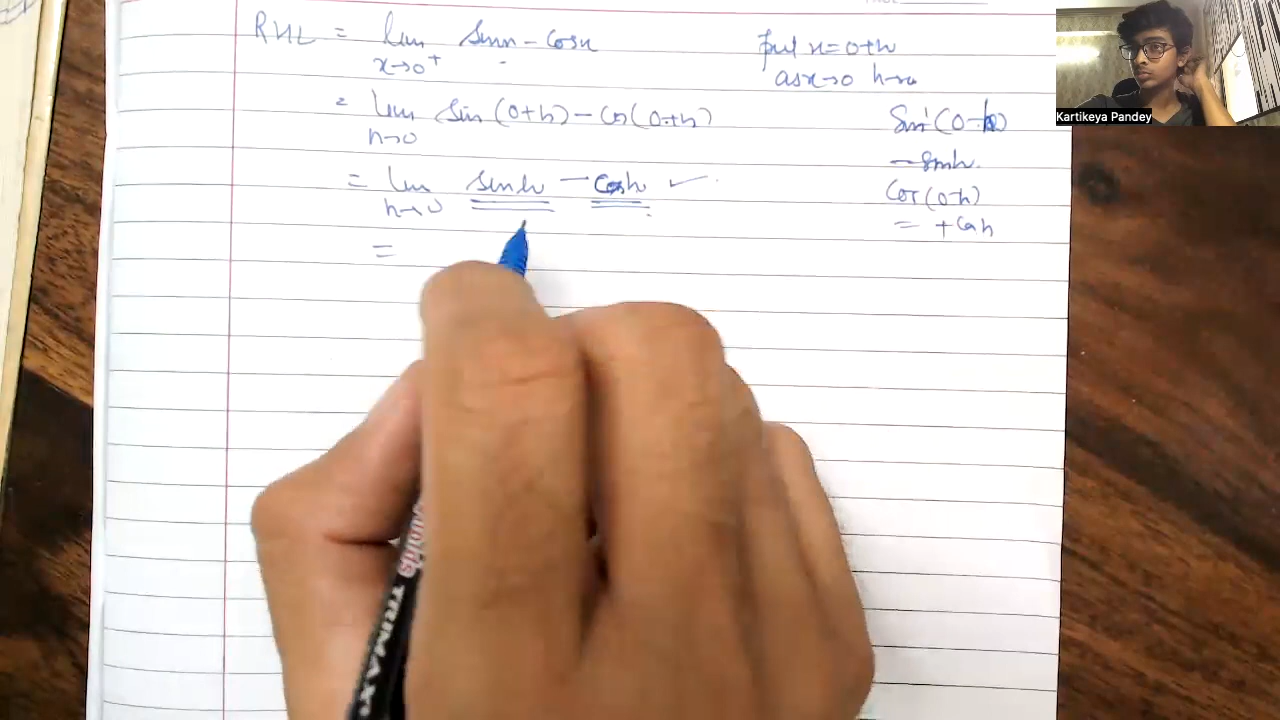 RHL = lim sinx - cosx
x→0⁺
put x=0+h
as x→0 h→0
= lim sin(0+h) - cos(0+h)
h→0
= lim sinh - cosh ✓
h→0
=
sin(0-h)
-sinh.
cos(0-h)
= +cosh
Kartikeya Pandey
TRIMAX